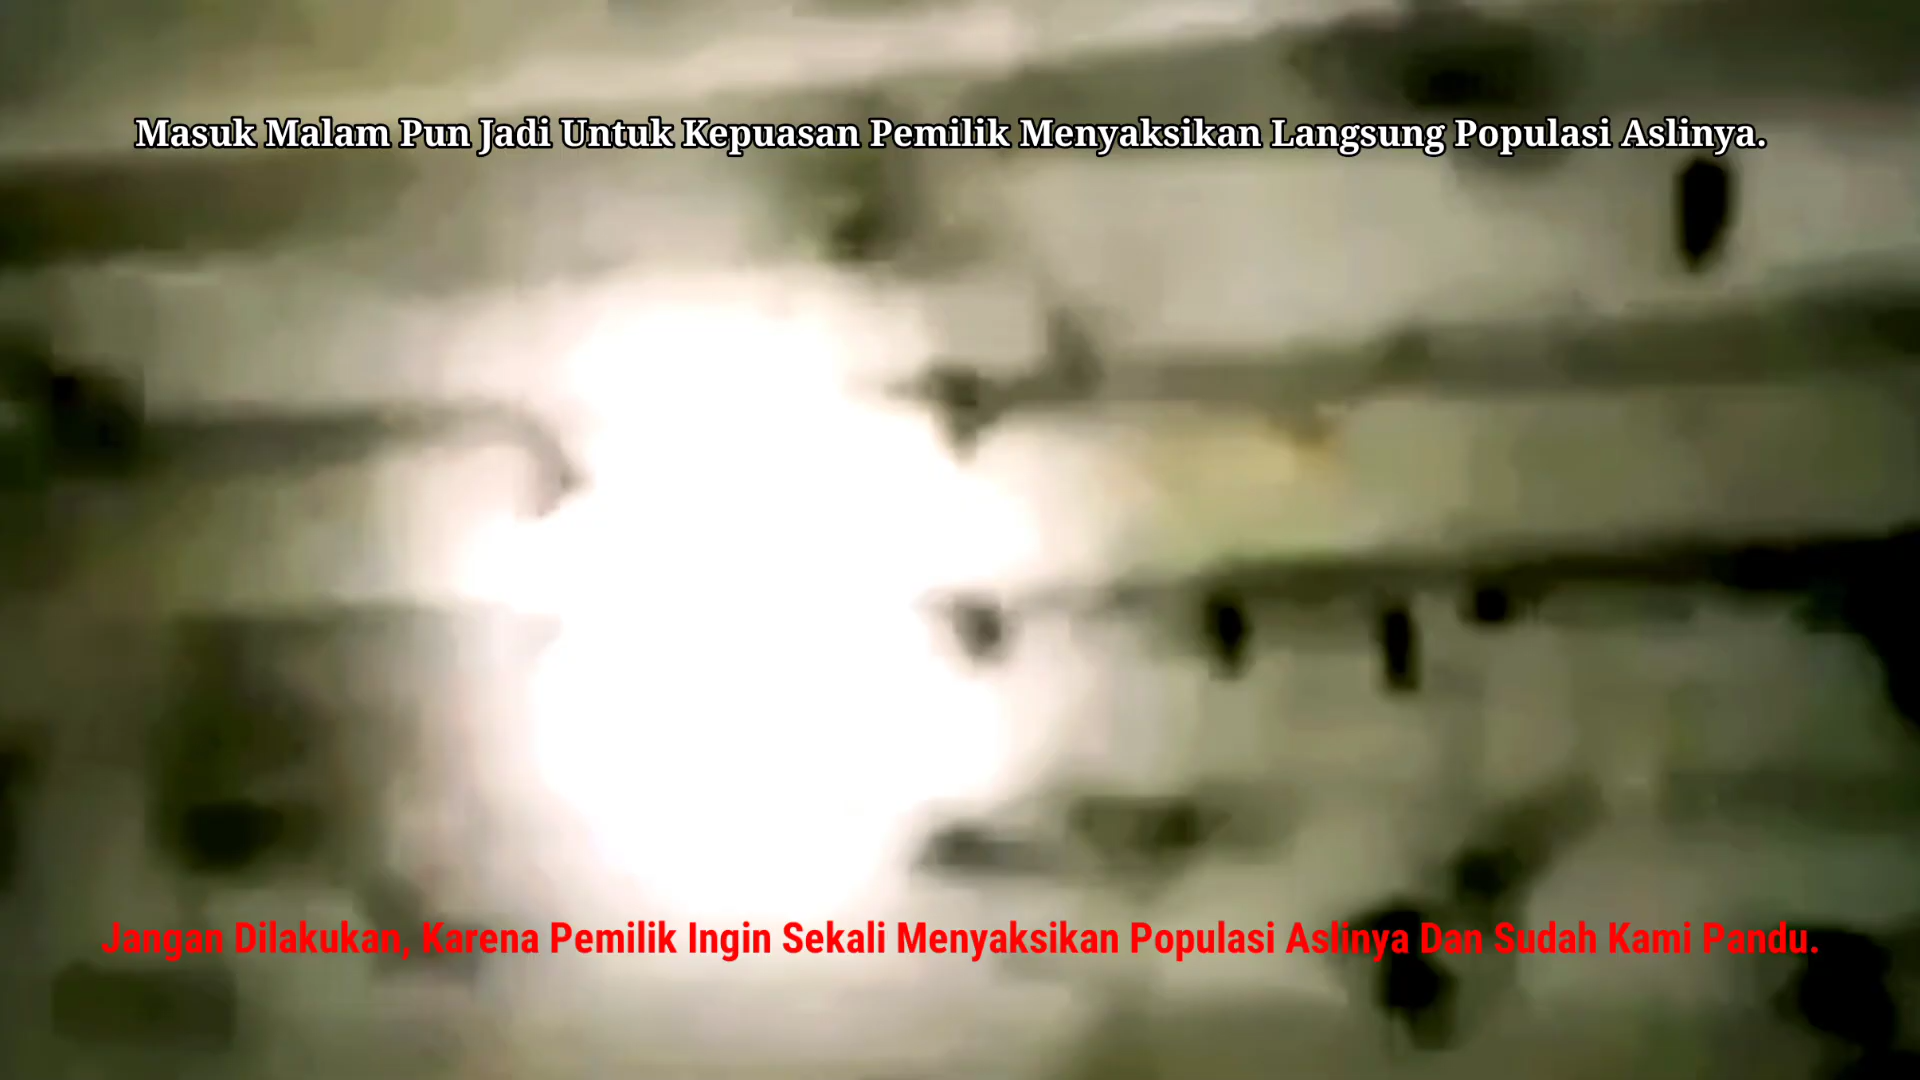 Masuk Malam Pun Jadi Untuk Kepuasan Pemilik Menyaksikan Langsung Populasi Aslinya.
Jangan Dilakukan, Karena Pemilik Ingin Sekali Menyaksikan Populasi Aslinya Dan Sudah Kami Pandu.